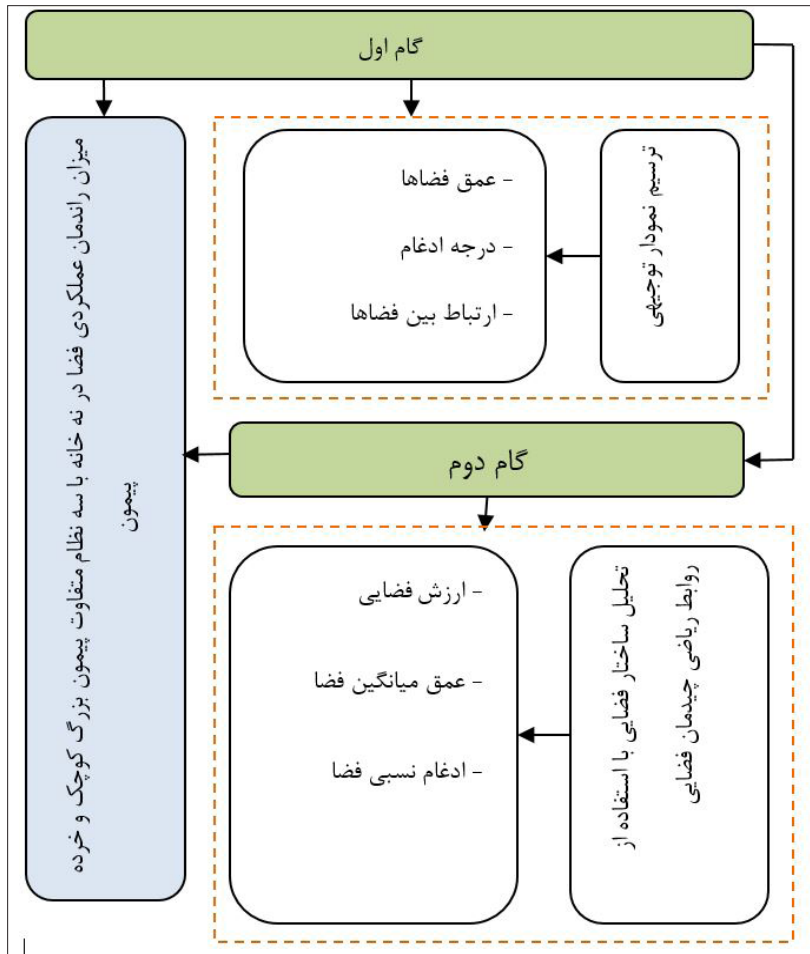 گام اول
ترسیم نمودار توجیهی
- عمق فضاها
- درجه ادغام
- ارتباط بین فضاها
گام دوم
تحلیل ساختار فضایی با استفاده از
روابط ریاضی چیدمان فضایی
- ارزش فضایی
- عمق میانگین فضا
- ادغام نسبی فضا
میزان راندمان عملکردی فضا در نه خانه با سه نظام متفاوت پیمون بزرگ کوچک و خرده
پیمون